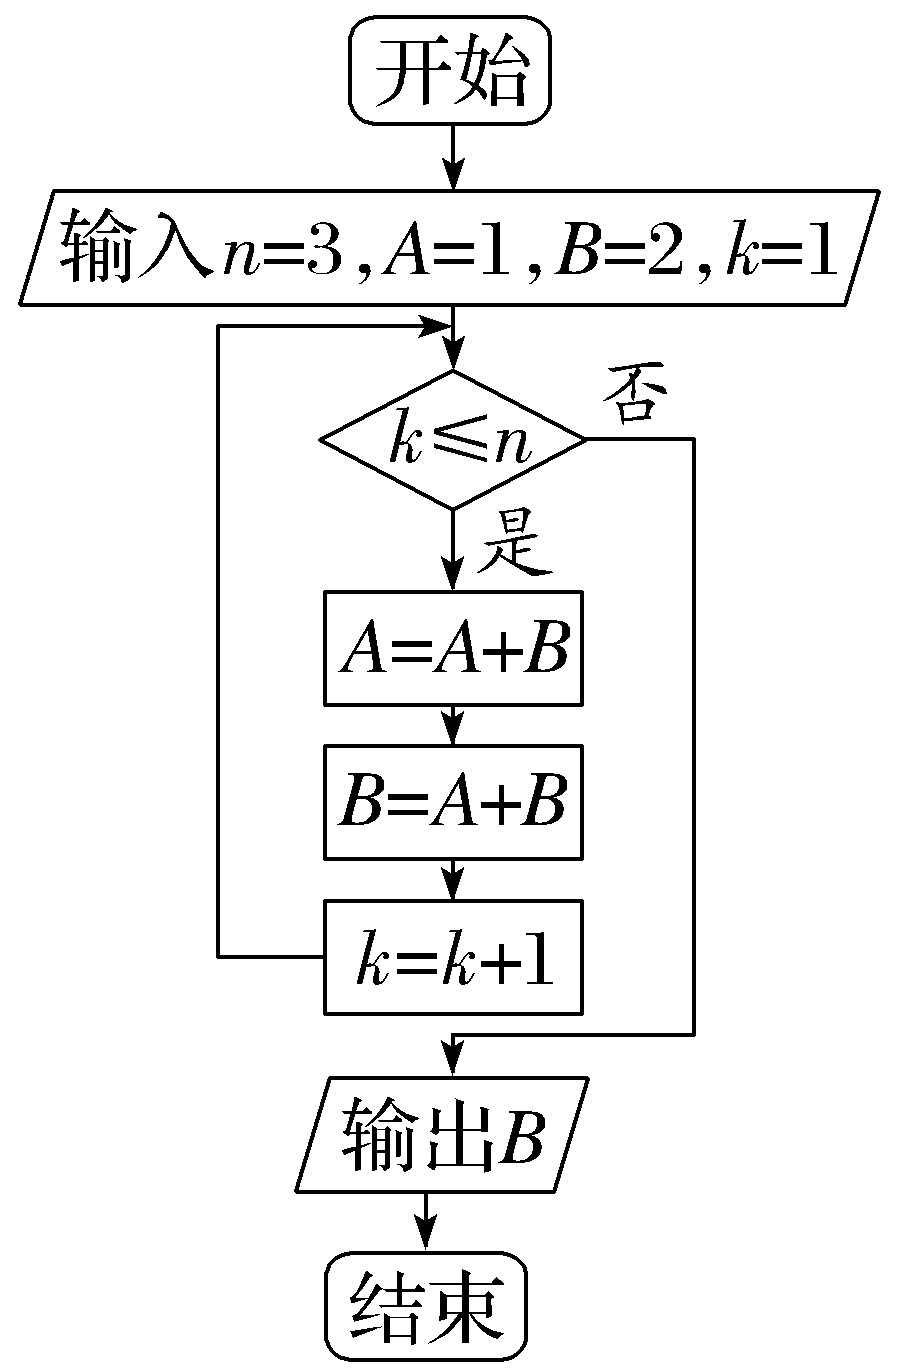 开始
输入n=3,A=1,B=2,k=1
k≤n
否
是
A=A+B
B=A+B
k=k+1
输出B
结束